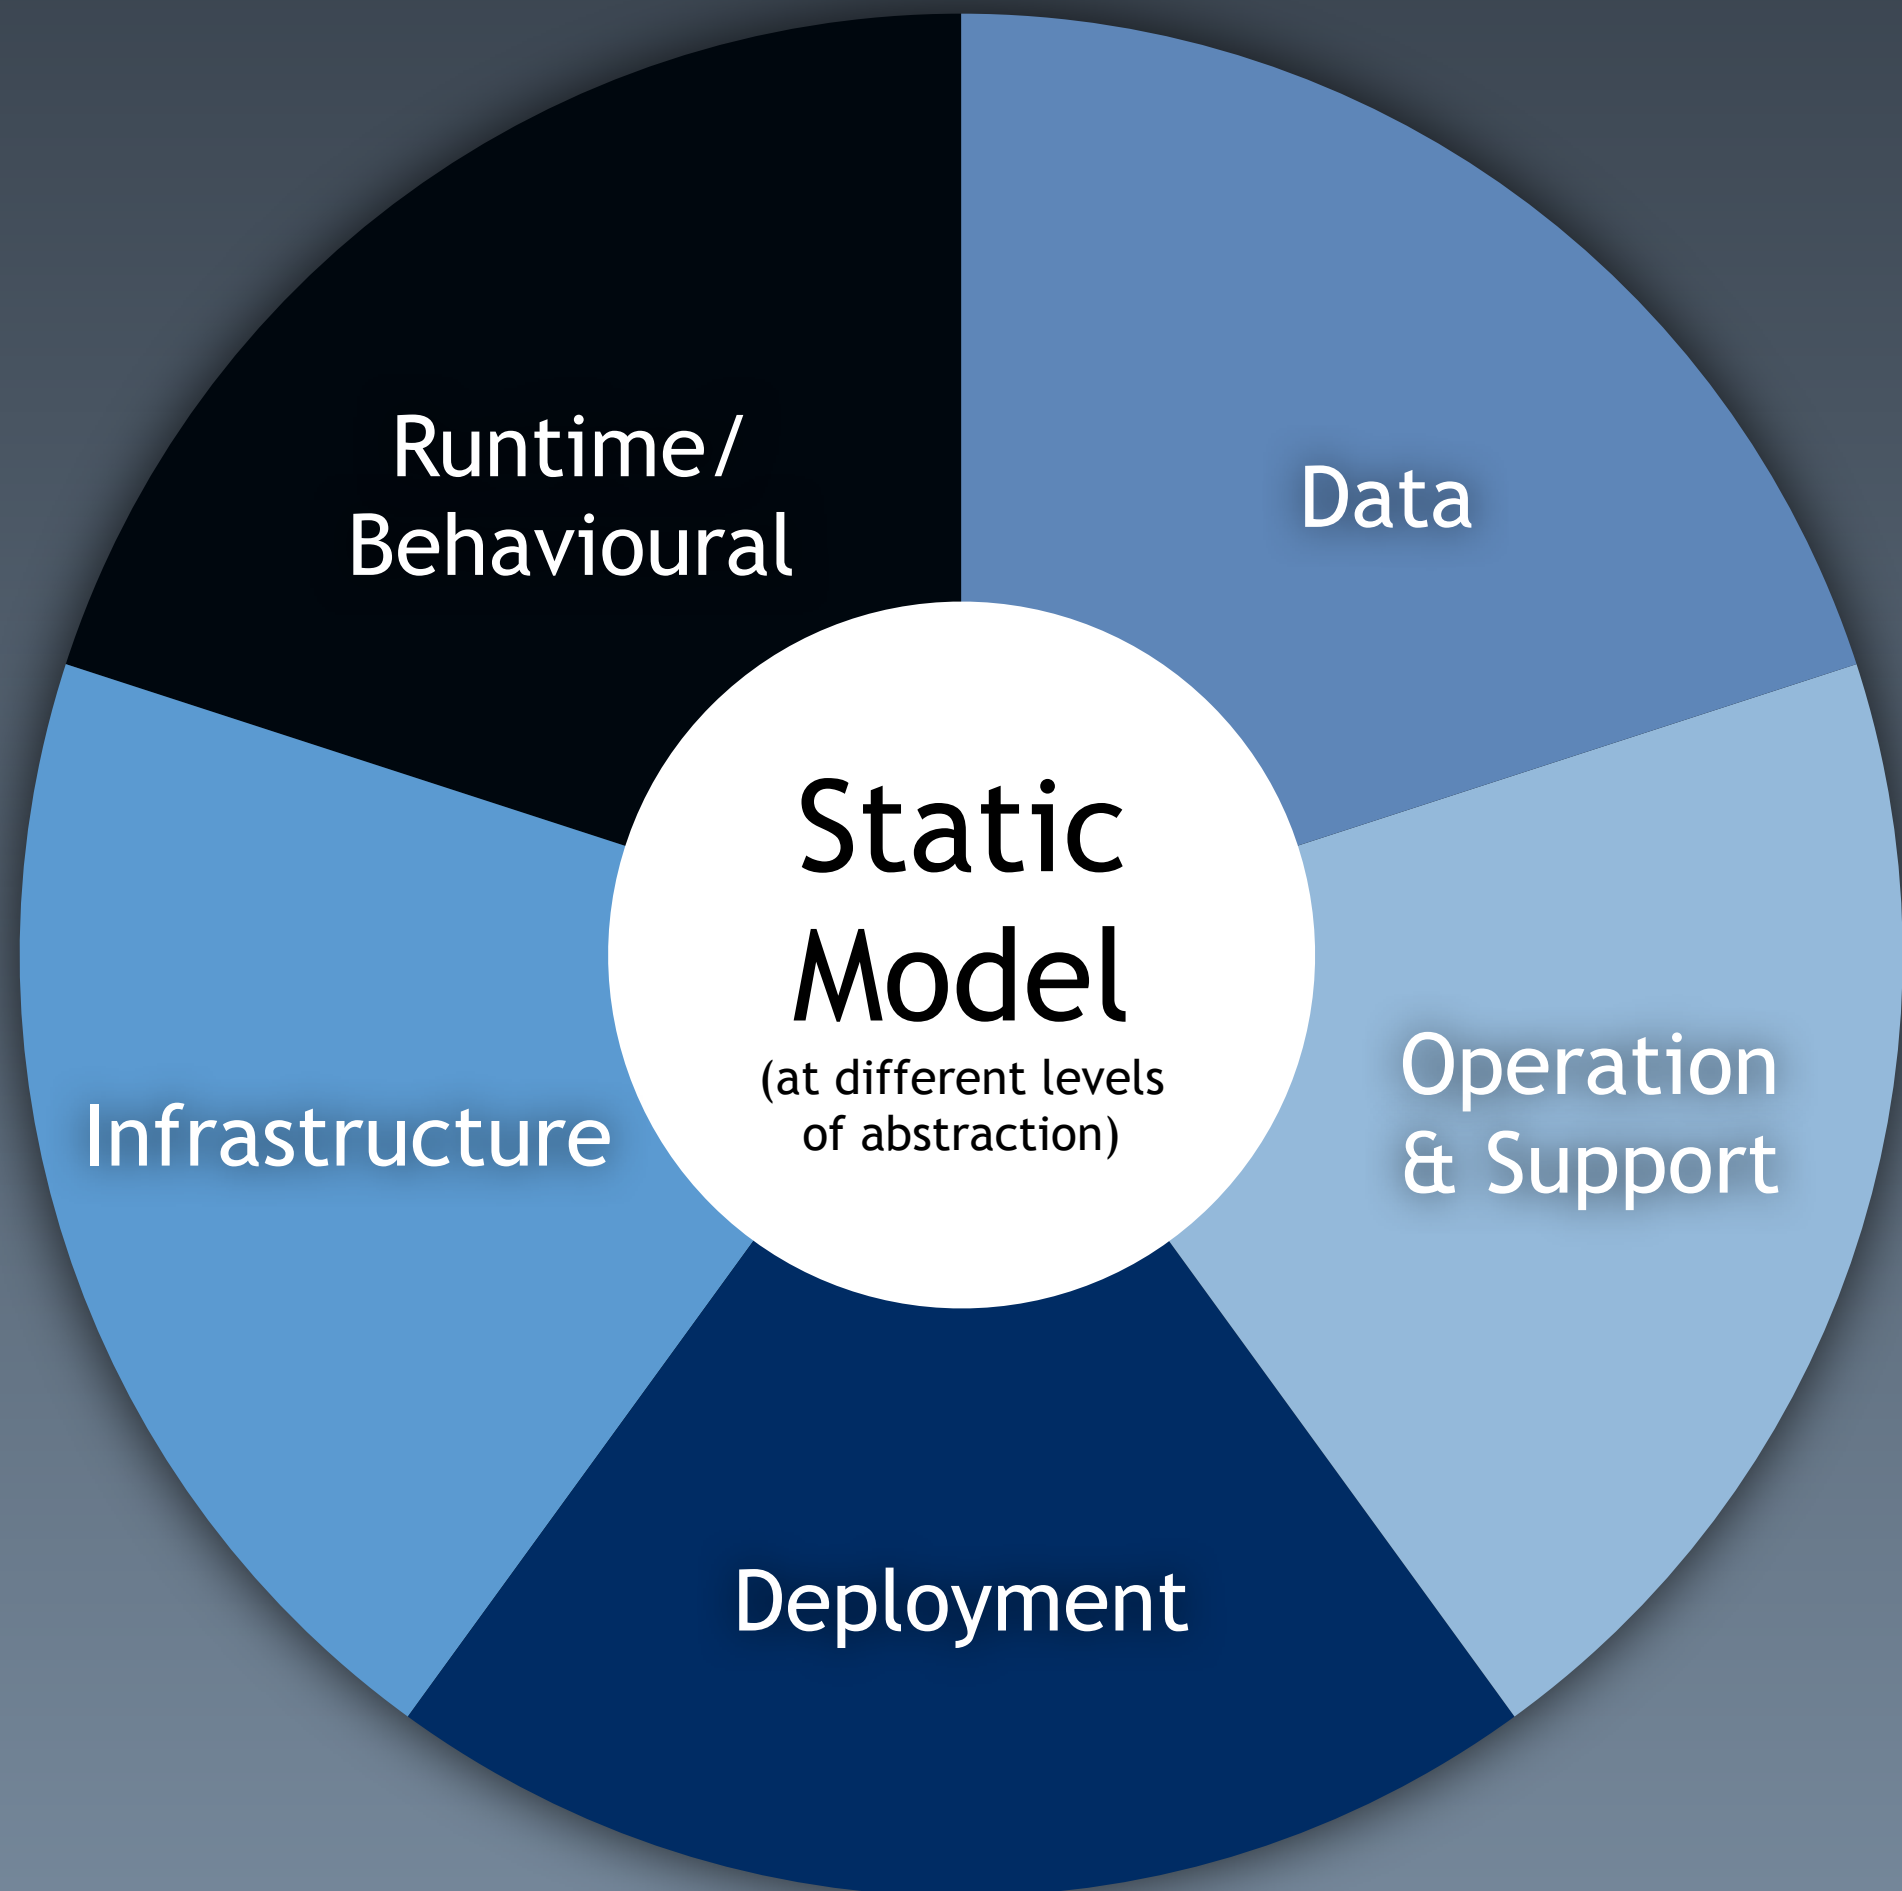 Runtime/
Behavioural
Data
Static
Model
(at different levels
of abstraction)
Operation
& Support
Infrastructure
Deployment